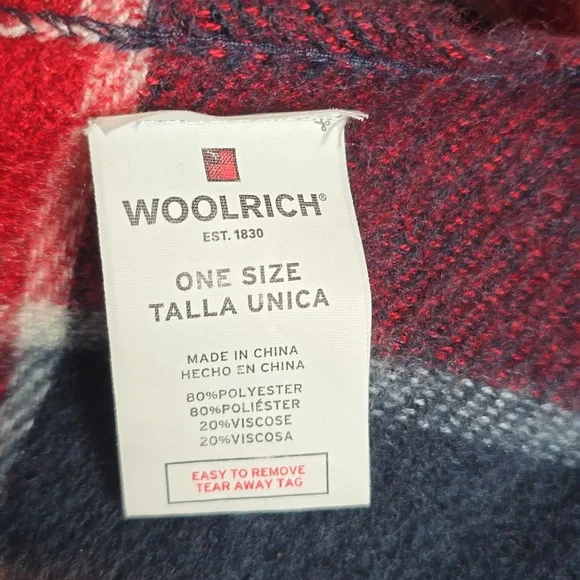 WOOLRICH®
EST. 1830
ONE SIZE
TALLA UNICA
MADE IN CHINA
HECHO EN CHINA
80%POLYESTER
80%POLIÉSTER
20%VISCOSE
20%VISCOSA
EASY TO REMOVE
TEAR AWAY TAG